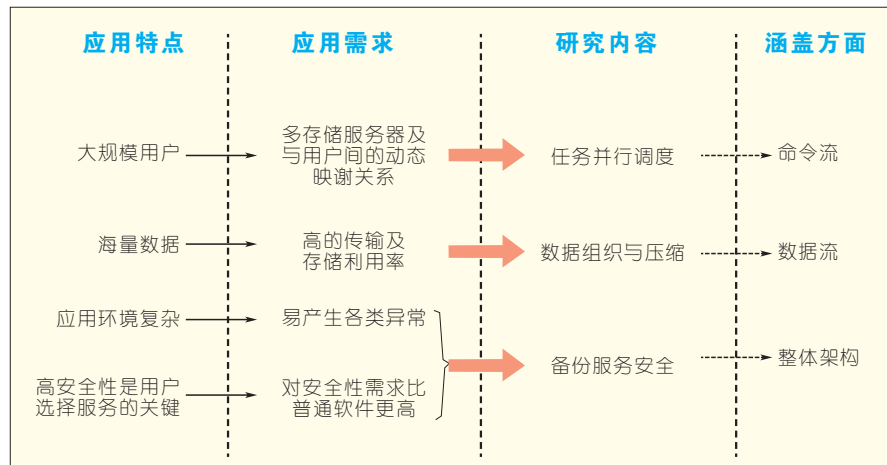 应用特点
应用需求
研究内容
涵盖方面
大规模用户
多存储服务器及
与用户间的动态
映谢关系
任务并行调度
命令流
海量数据
高的传输及
存储利用率
数据组织与压缩
数据流
应用环境复杂
易产生各类异常
高安全性是用户
选择服务的关键
对安全性需求比
普通软件更高
备份服务安全
整体架构